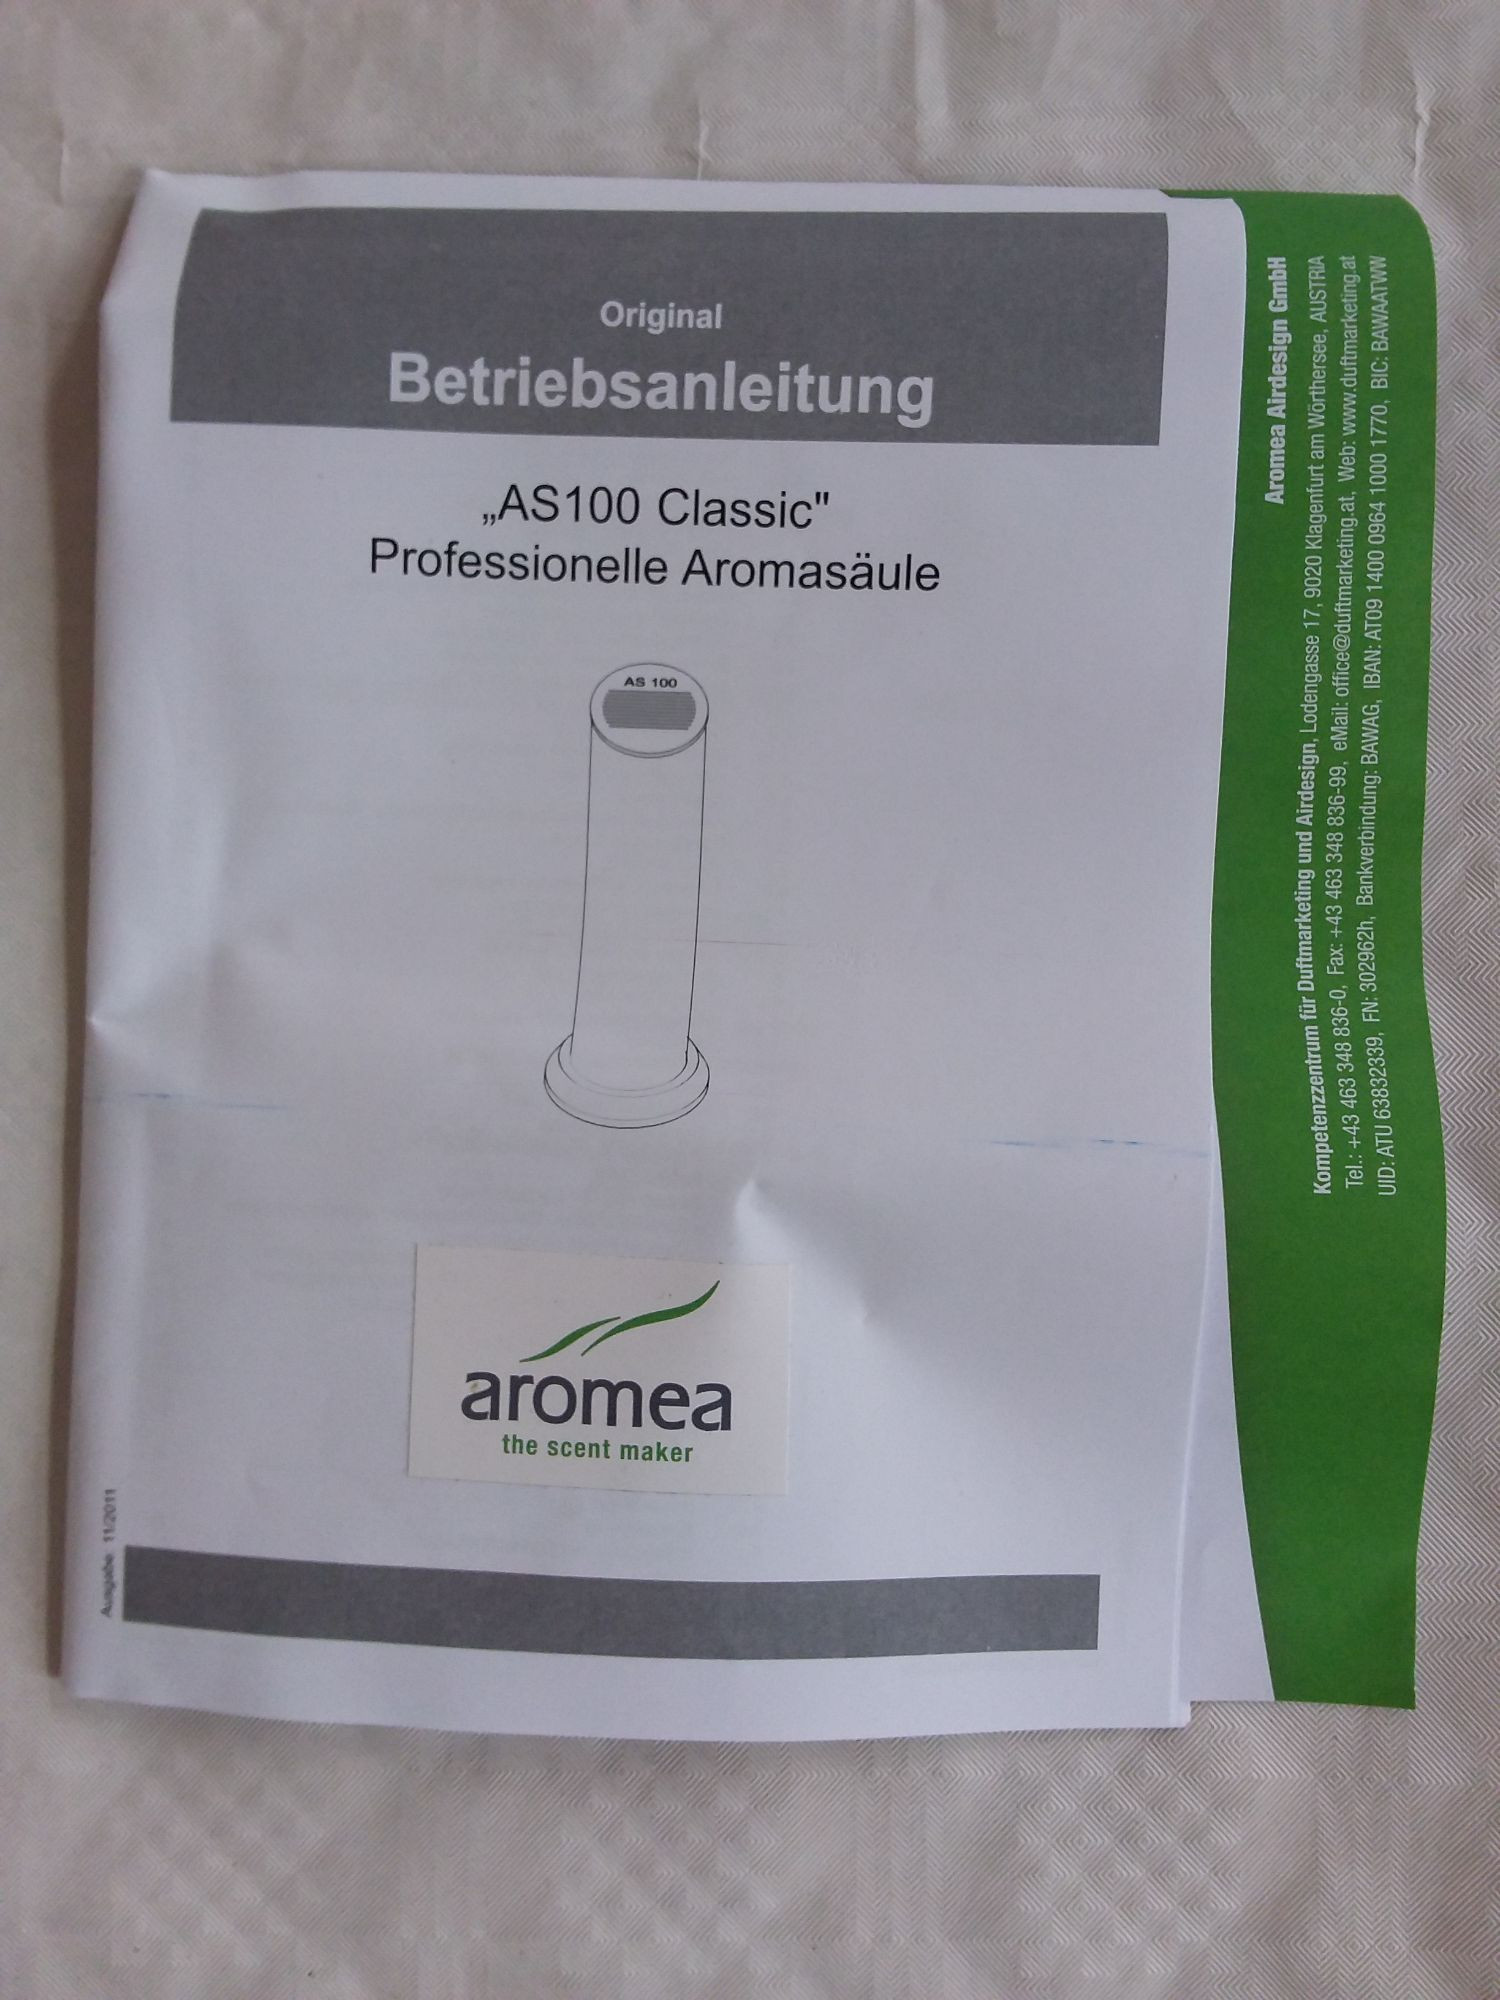 Original
Betriebsanleitung
„AS100 Classic"
Professionelle Aromasäule
AS 100
aromea
the scent maker
Ausgabe 11/2011
Aromea Airdesign GmbH
Kompetenzzentrum für Duftmarketing und Airdesign, Lodengasse 17, 9020 Klagenfurt am Wörthersee, AUSTRIA
Tel.: +43 463 348 836-0, Fax: +43 463 348 836-99, eMail: office@duftmarketing.at, Web: www.duftmarketing.at
UID: ATU 63832339, FN: 302962h, Bankverbindung: BAWAG, IBAN: AT09 1400 0964 1000 1770, BIC: BAWAATWW